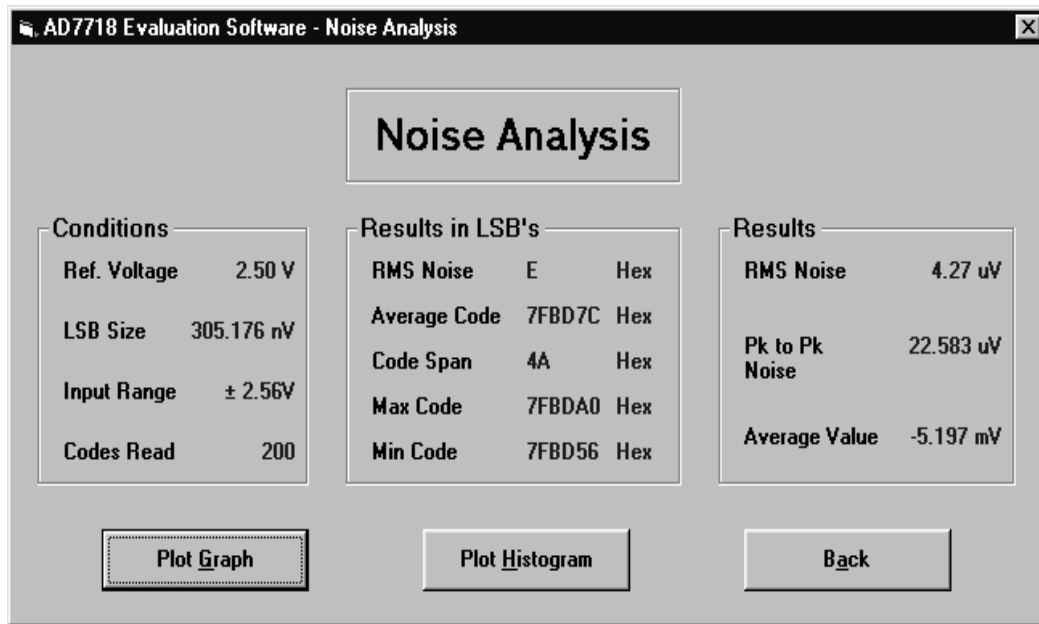 AD7718 Evaluation Software - Noise Analysis
Noise Analysis
Conditions
Ref. Voltage 2.50 V
LSB Size 305.176 nV
Input Range ± 2.56V
Codes Read 200
Results in LSB's
RMS Noise E Hex
Average Code 7FBD7C Hex
Code Span 4A Hex
Max Code 7FBDA0 Hex
Min Code 7FBD56 Hex
Results
RMS Noise 4.27 uV
Pk to Pk 22.583 uV
Noise
Average Value -5.197 mV
Plot Graph
Plot Histogram
Back